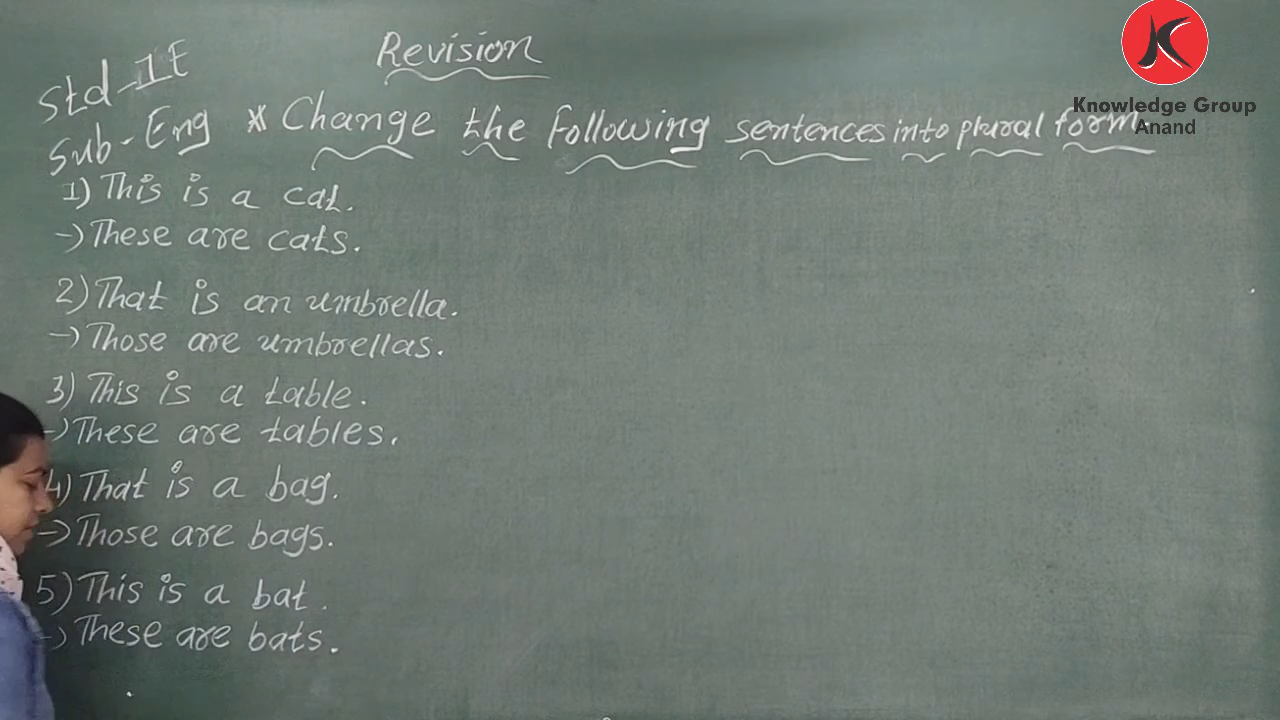 Revision
Std-IE
Sub-Eng * Change the following sentences into plural form.
1) This is a cat.
→ These are cats.
2) That is an umbrella.
→ Those are umbrellas.
3) This is a table.
→ These are tables.
4) That is a bag.
→ Those are bags.
5) This is a bat.
→ These are bats.
K
Knowledge Group
Anand